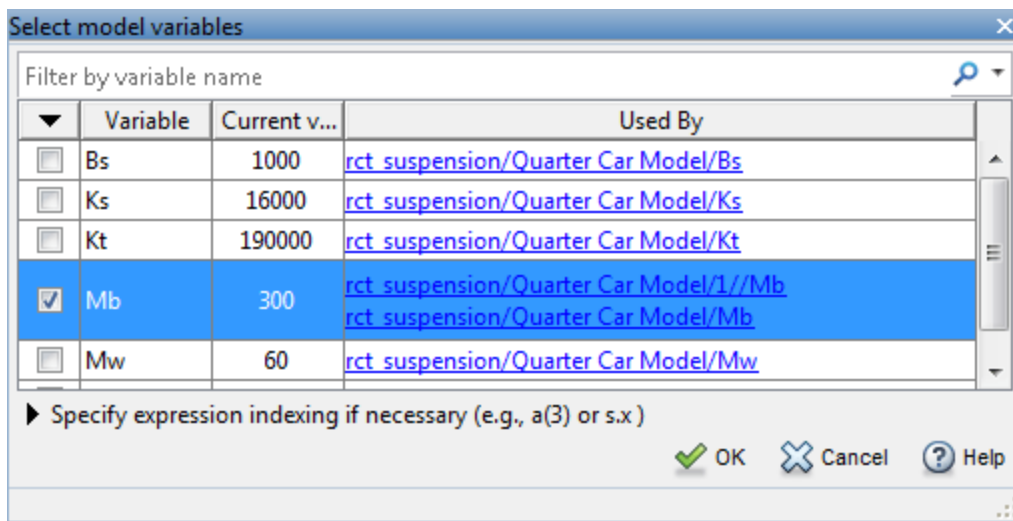 Select model variables
Filter by variable name
Variable Current v... Used By
Bs 1000 rct_suspension/Quarter Car Model/Bs
Ks 16000 rct_suspension/Quarter Car Model/Ks
Kt 190000 rct_suspension/Quarter Car Model/Kt
Mb 300 rct_suspension/Quarter Car Model/1//Mb
rct_suspension/Quarter Car Model/Mb
Mw 60 rct_suspension/Quarter Car Model/Mw
Specify expression indexing if necessary (e.g., a(3) or s.x )
OK Cancel Help